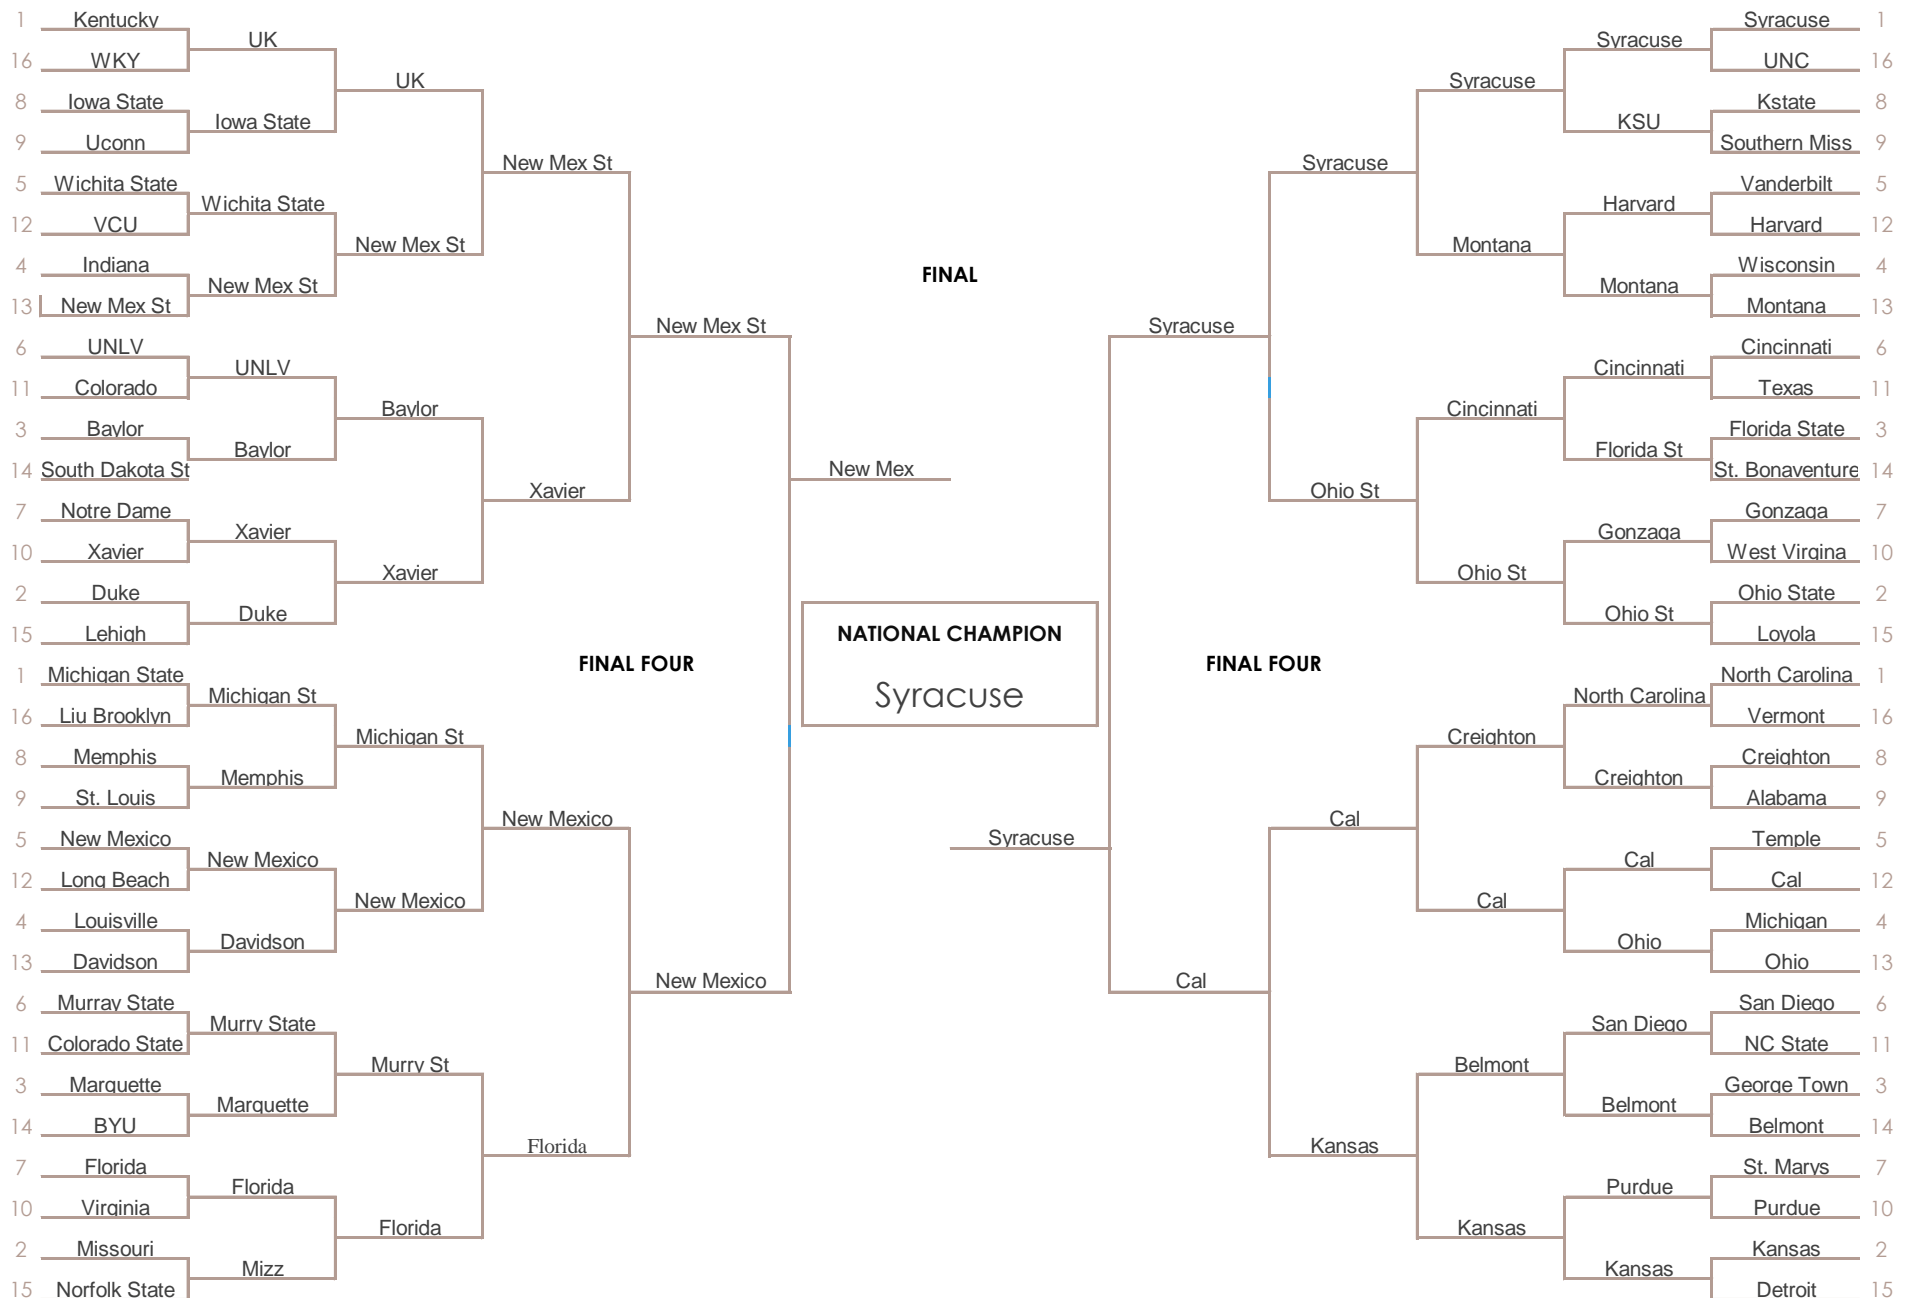 1 Kentucky
16 WKY
8 Iowa State
9 Uconn
5 Wichita State
12 VCU
4 Indiana
13 New Mex St
6 UNLV
11 Colorado
3 Baylor
14 South Dakota St
7 Notre Dame
10 Xavier
2 Duke
15 Lehigh
1 Michigan State
16 Liu Brooklyn
8 Memphis
9 St. Louis
5 New Mexico
12 Long Beach
4 Louisville
13 Davidson
6 Murray State
11 Colorado State
3 Marquette
14 BYU
7 Florida
10 Virginia
2 Missouri
15 Norfolk State
UK
Iowa State
Wichita State
New Mex St
UNLV
Baylor
Xavier
Duke
Michigan St
Memphis
New Mexico
Davidson
Murry State
Marquette
Florida
Mizz
UK
New Mex St
Baylor
Xavier
Michigan St
New Mexico
Murry St
Florida
New Mex St
Xavier
New Mexico
Florida
New Mex St
New Mexico
FINAL FOUR
FINAL
New Mex
NATIONAL CHAMPION
Syracuse
Syracuse
FINAL FOUR
Syracuse
Cal
Syracuse
Ohio St
Cal
Kansas
Syracuse
Montana
Cincinnati
Ohio St
Creighton
Cal
Belmont
Kansas
Syracuse
KSU
Harvard
Montana
Cincinnati
Florida St
Gonzaga
Ohio St
North Carolina
Creighton
Cal
Ohio
San Diego
Belmont
Purdue
Kansas
Syracuse 1
UNC 16
Kstate 8
Southern Miss 9
Vanderbilt 5
Harvard 12
Wisconsin 4
Montana 13
Cincinnati 6
Texas 11
Florida State 3
St. Bonaventure 14
Gonzaga 7
West Virgina 10
Ohio State 2
Loyola 15
North Carolina 1
Vermont 16
Creighton 8
Alabama 9
Temple 5
Cal 12
Michigan 4
Ohio 13
San Diego 6
NC State 11
George Town 3
Belmont 14
St. Marys 7
Purdue 10
Kansas 2
Detroit 15